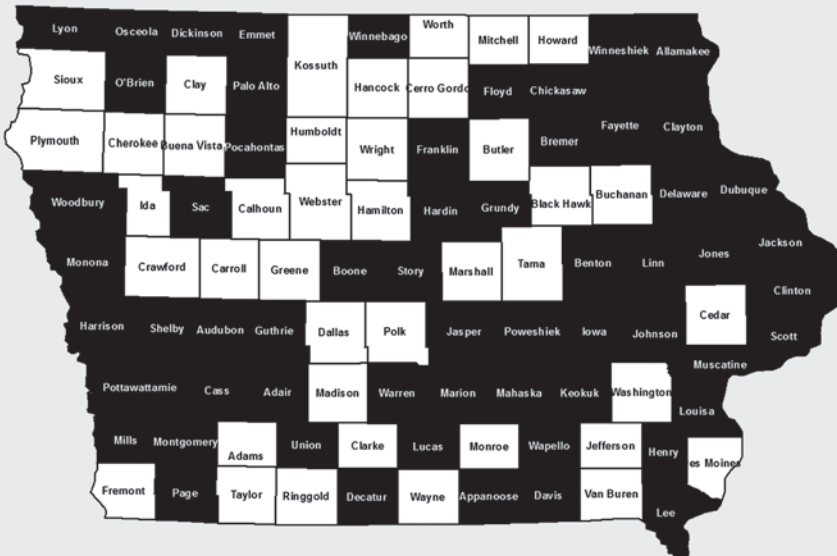 Lyon
Osceola
Dickinson
Emmet
Kossuth
Winnebago
Worth
Mitchell
Howard
Winneshiek
Allamakee
Sioux
O'Brien
Clay
Palo Alto
Hancock
Cerro Gordo
Floyd
Chickasaw
Plymouth
Cherokee
Buena Vista
Pocahontas
Humboldt
Wright
Franklin
Butler
Bremer
Fayette
Clayton
Woodbury
Ida
Sac
Calhoun
Webster
Hamilton
Hardin
Grundy
Black Hawk
Buchanan
Delaware
Dubuque
Monona
Crawford
Carroll
Greene
Boone
Story
Marshall
Tama
Benton
Linn
Jones
Jackson
Clinton
Harrison
Shelby
Audubon
Guthrie
Dallas
Polk
Jasper
Poweshiek
Iowa
Johnson
Cedar
Scott
Muscatine
Pottawattamie
Cass
Adair
Madison
Warren
Marion
Mahaska
Keokuk
Washington
Louisa
Mills
Montgomery
Adams
Union
Clarke
Lucas
Monroe
Wapello
Jefferson
Henry
es Moines
Fremont
Page
Taylor
Ringgold
Decatur
Wayne
Appanoose
Davis
Van Buren
Lee